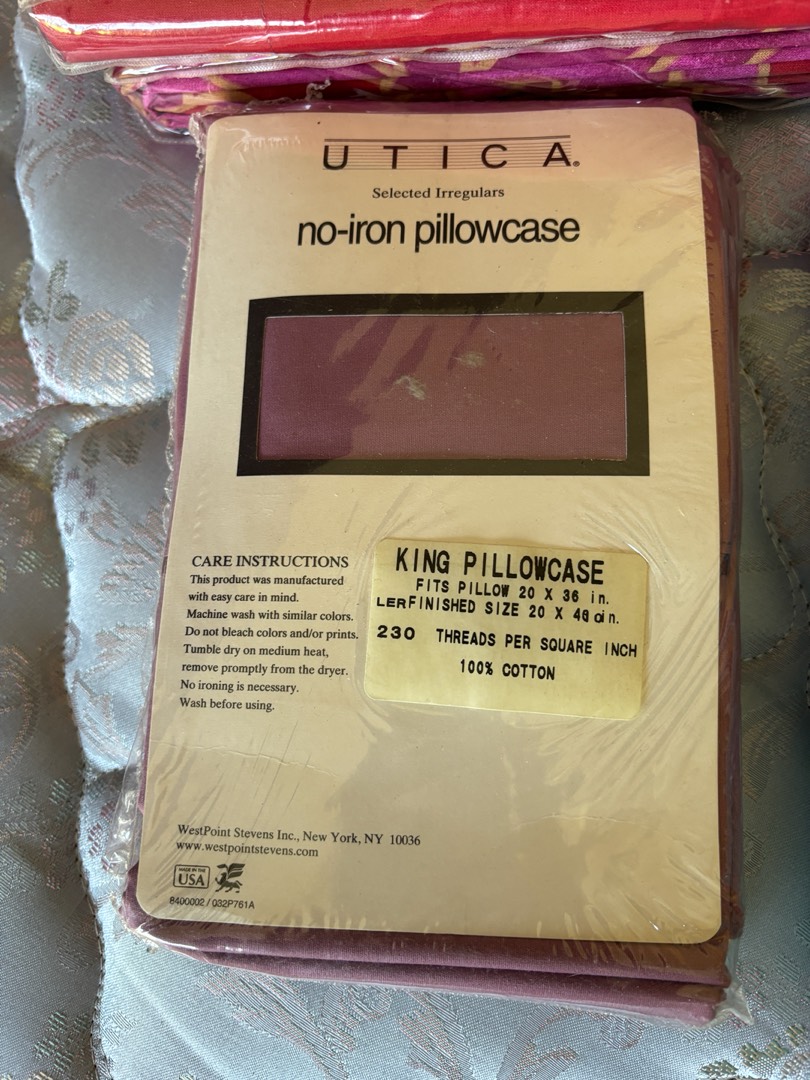 UTICA®
Selected Irregulars
no-iron pillowcase
CARE INSTRUCTIONS
This product was manufactured
with easy care in mind.
Machine wash with similar colors.
Do not bleach colors and/or prints.
Tumble dry on medium heat,
remove promptly from the dryer.
No ironing is necessary.
Wash before using.
KING PILLOWCASE
FITS PILLOW 20 X 36 in.
LERFINISHED SIZE 20 X in.
230 THREADS PER SQUARE INCH
100% COTTON
WestPoint Stevens Inc., New York, NY 10036
www.westpointstevens.com
MADE IN THE
USA
8400002 / 032P761A